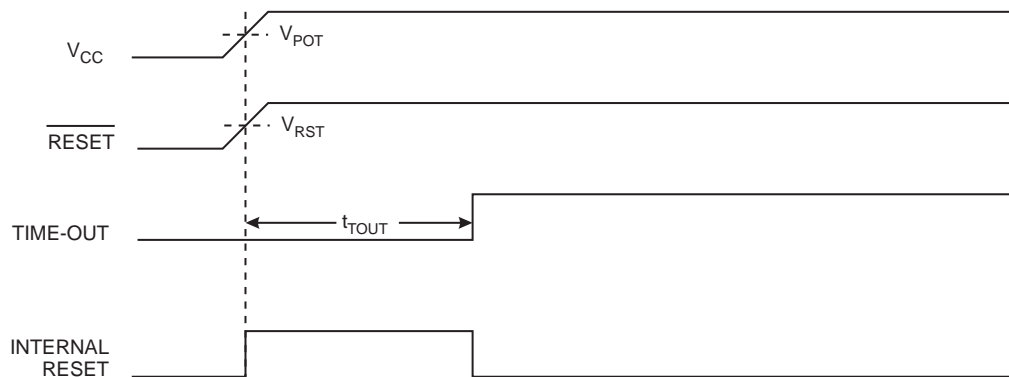 V_CC
V_POT
RESET
V_RST
TIME-OUT
t_TOUT
INTERNAL
RESET